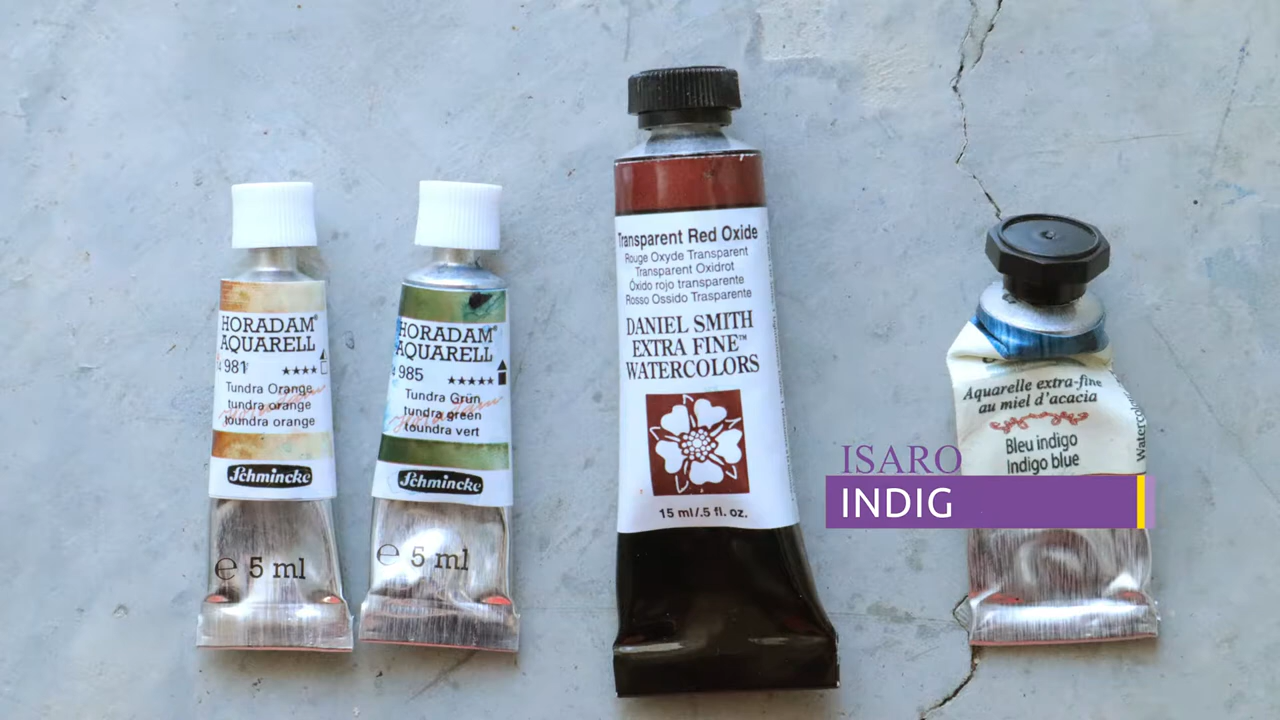 HORADAM®
AQUARELL
981
★★★★
Tundra Orange
tundra orange
toundra orange
Schmincke
℮ 5 ml
HORADAM®
AQUARELL
985
★★★★★
Tundra Grün
tundra green
toundra vert
Schmincke
℮ 5 ml
Transparent Red Oxide
Rouge Oxyde Transparent
Transparent Oxidrot
Óxido rojo transparente
Rosso Ossido Trasparente
DANIEL SMITH
EXTRA FINE™
WATERCOLORS
15 ml/.5 fl. oz.
Aquarelle extra-fine
au miel d'acacia
Bleu indigo
Indigo blue
ISARO
INDIG